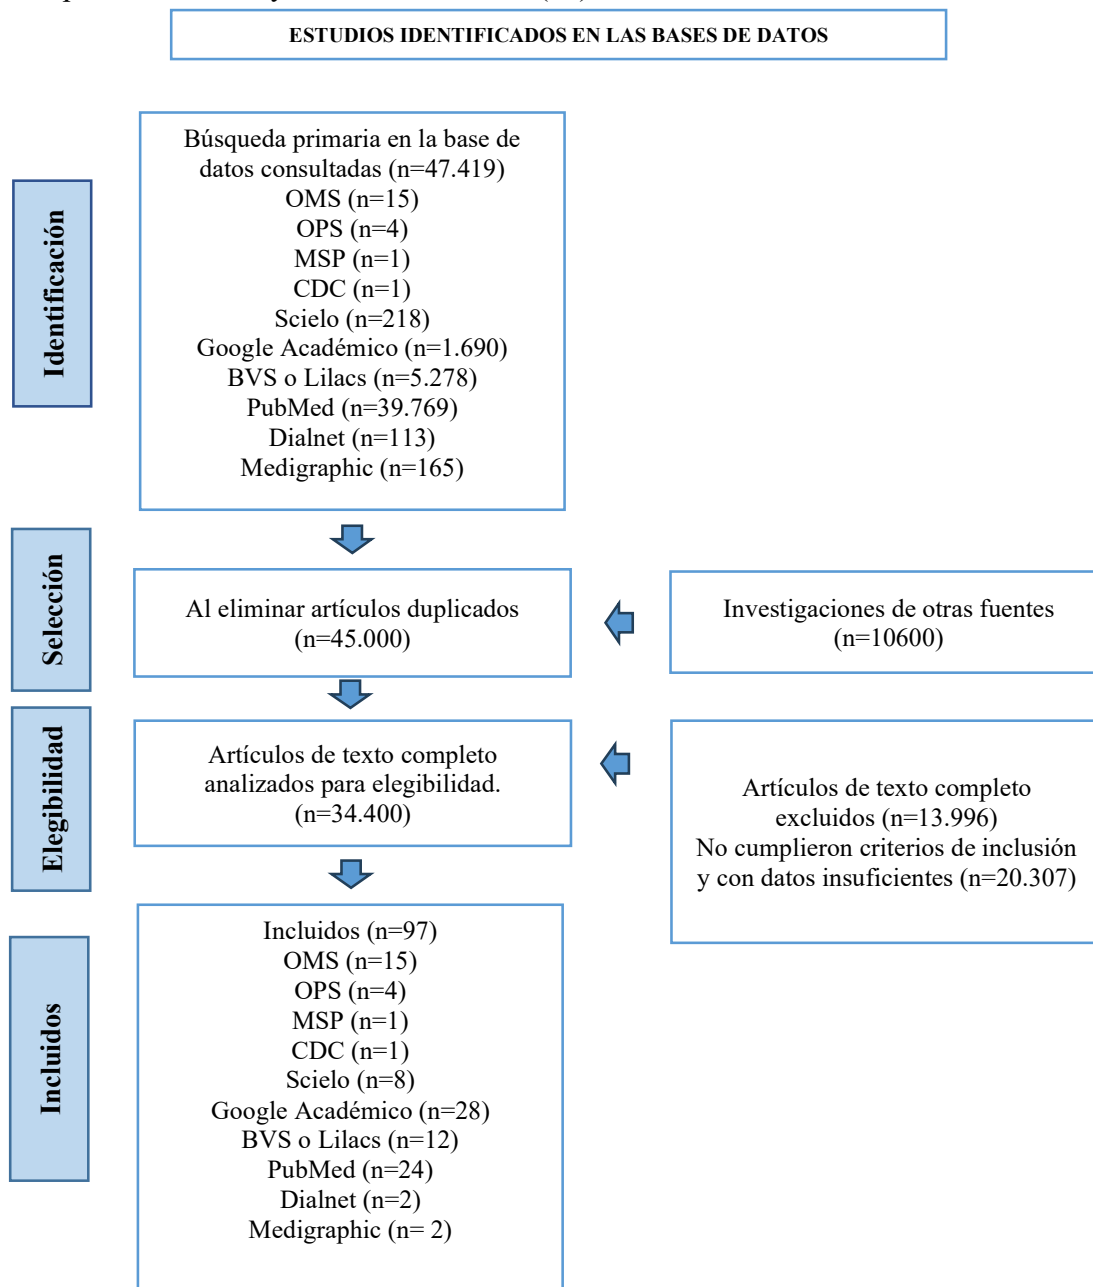 ESTUDIOS IDENTIFICADOS EN LAS BASES DE DATOS
Identificación
Búsqueda primaria en la base de
datos consultadas (n=47.419)
OMS (n=15)
OPS (n=4)
MSP (n=1)
CDC (n=1)
Scielo (n=218)
Google Académico (n=1.690)
BVS o Lilacs (n=5.278)
PubMed (n=39.769)
Dialnet (n=113)
Medigraphic (n=165)
Selección
Al eliminar artículos duplicados
(n=45.000)
Investigaciones de otras fuentes
(n=10600)
Elegibilidad
Artículos de texto completo
analizados para elegibilidad.
(n=34.400)
Artículos de texto completo
excluidos (n=13.996)
No cumplieron criterios de inclusión
y con datos insuficientes (n=20.307)
Incluidos
Incluidos (n=97)
OMS (n=15)
OPS (n=4)
MSP (n=1)
CDC (n=1)
Scielo (n=8)
Google Académico (n=28)
BVS o Lilacs (n=12)
PubMed (n=24)
Dialnet (n=2)
Medigraphic (n= 2)